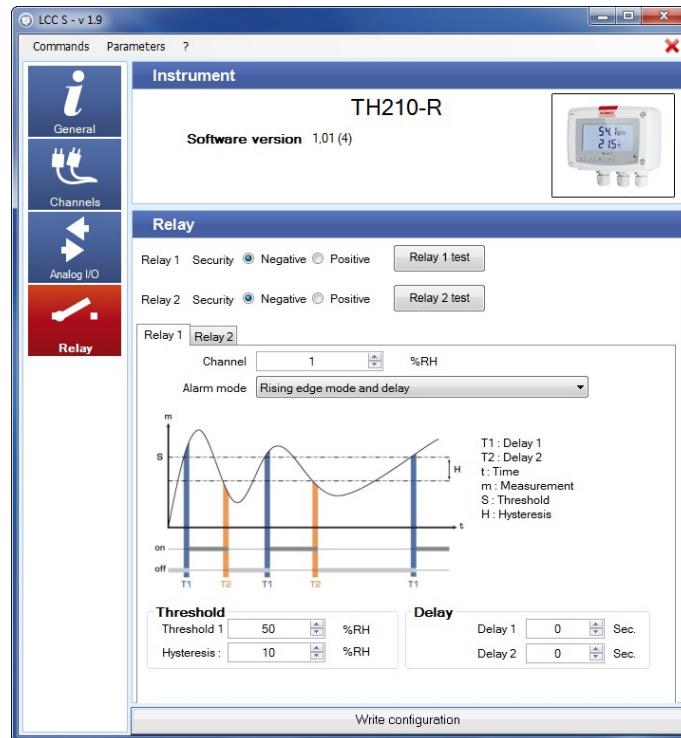 LCC S - v 1.9
Commands Parameters ?
General
Channels
Analog I/O
Relay
Instrument
TH210-R
Software version 1,01 (4)
Relay
Relay 1 Security Negative Positive Relay 1 test
Relay 2 Security Negative Positive Relay 2 test
Relay 1 Relay 2
Channel 1 %RH
Alarm mode Rising edge mode and delay
m
S
H
t
on
off
T1 T2 T1 T2 T1
T1 : Delay 1
T2 : Delay 2
t : Time
m : Measurement
S : Threshold
H : Hysteresis
Threshold
Threshold 1 50 %RH
Hysteresis : 10 %RH
Delay
Delay 1 0 Sec.
Delay 2 0 Sec.
Write configuration